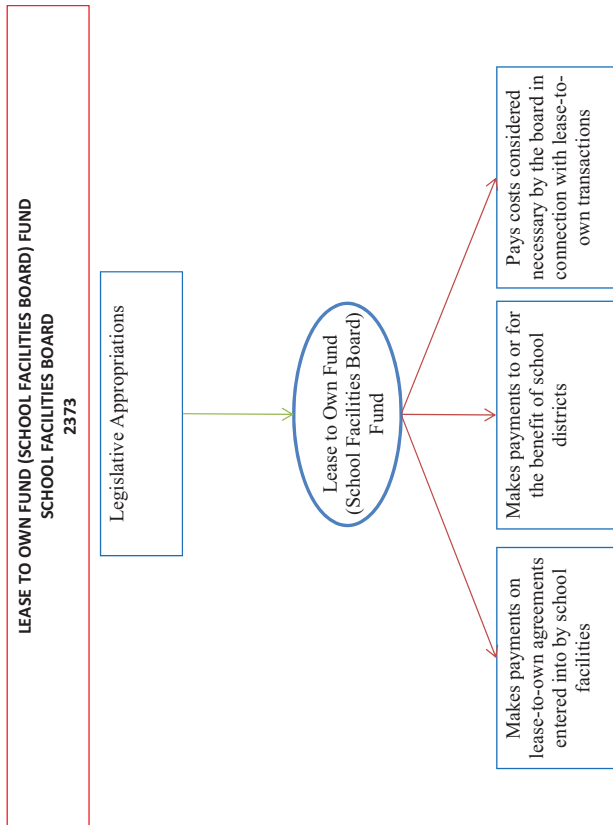 LEASE TO OWN FUND (SCHOOL FACILITIES BOARD) FUND
SCHOOL FACILITIES BOARD
2373
Legislative Appropriations
Lease to Own Fund
(School Facilities Board)
Fund
Makes payments on
lease-to-own agreements
entered into by school
facilities
Makes payments to or for
the benefit of school
districts
Pays costs considered
necessary by the board in
connection with lease-to-
own transactions